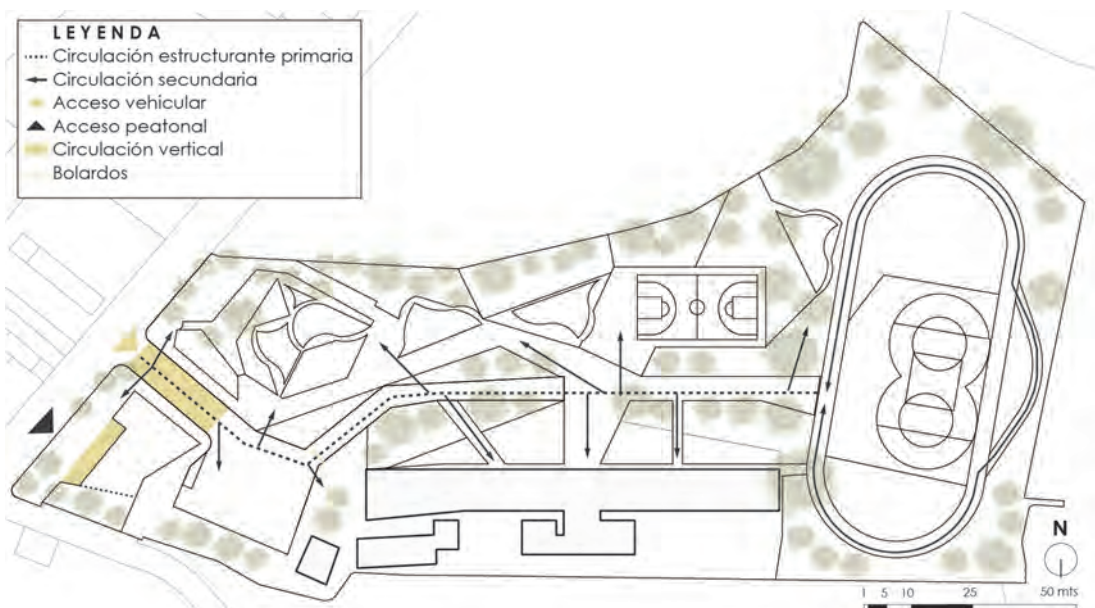 LEYENDA
Circulación estructurante primaria
Circulación secundaria
Acceso vehicular
Acceso peatonal
Circulación vertical
Bolardos
N
1 5 10 25 50 mts